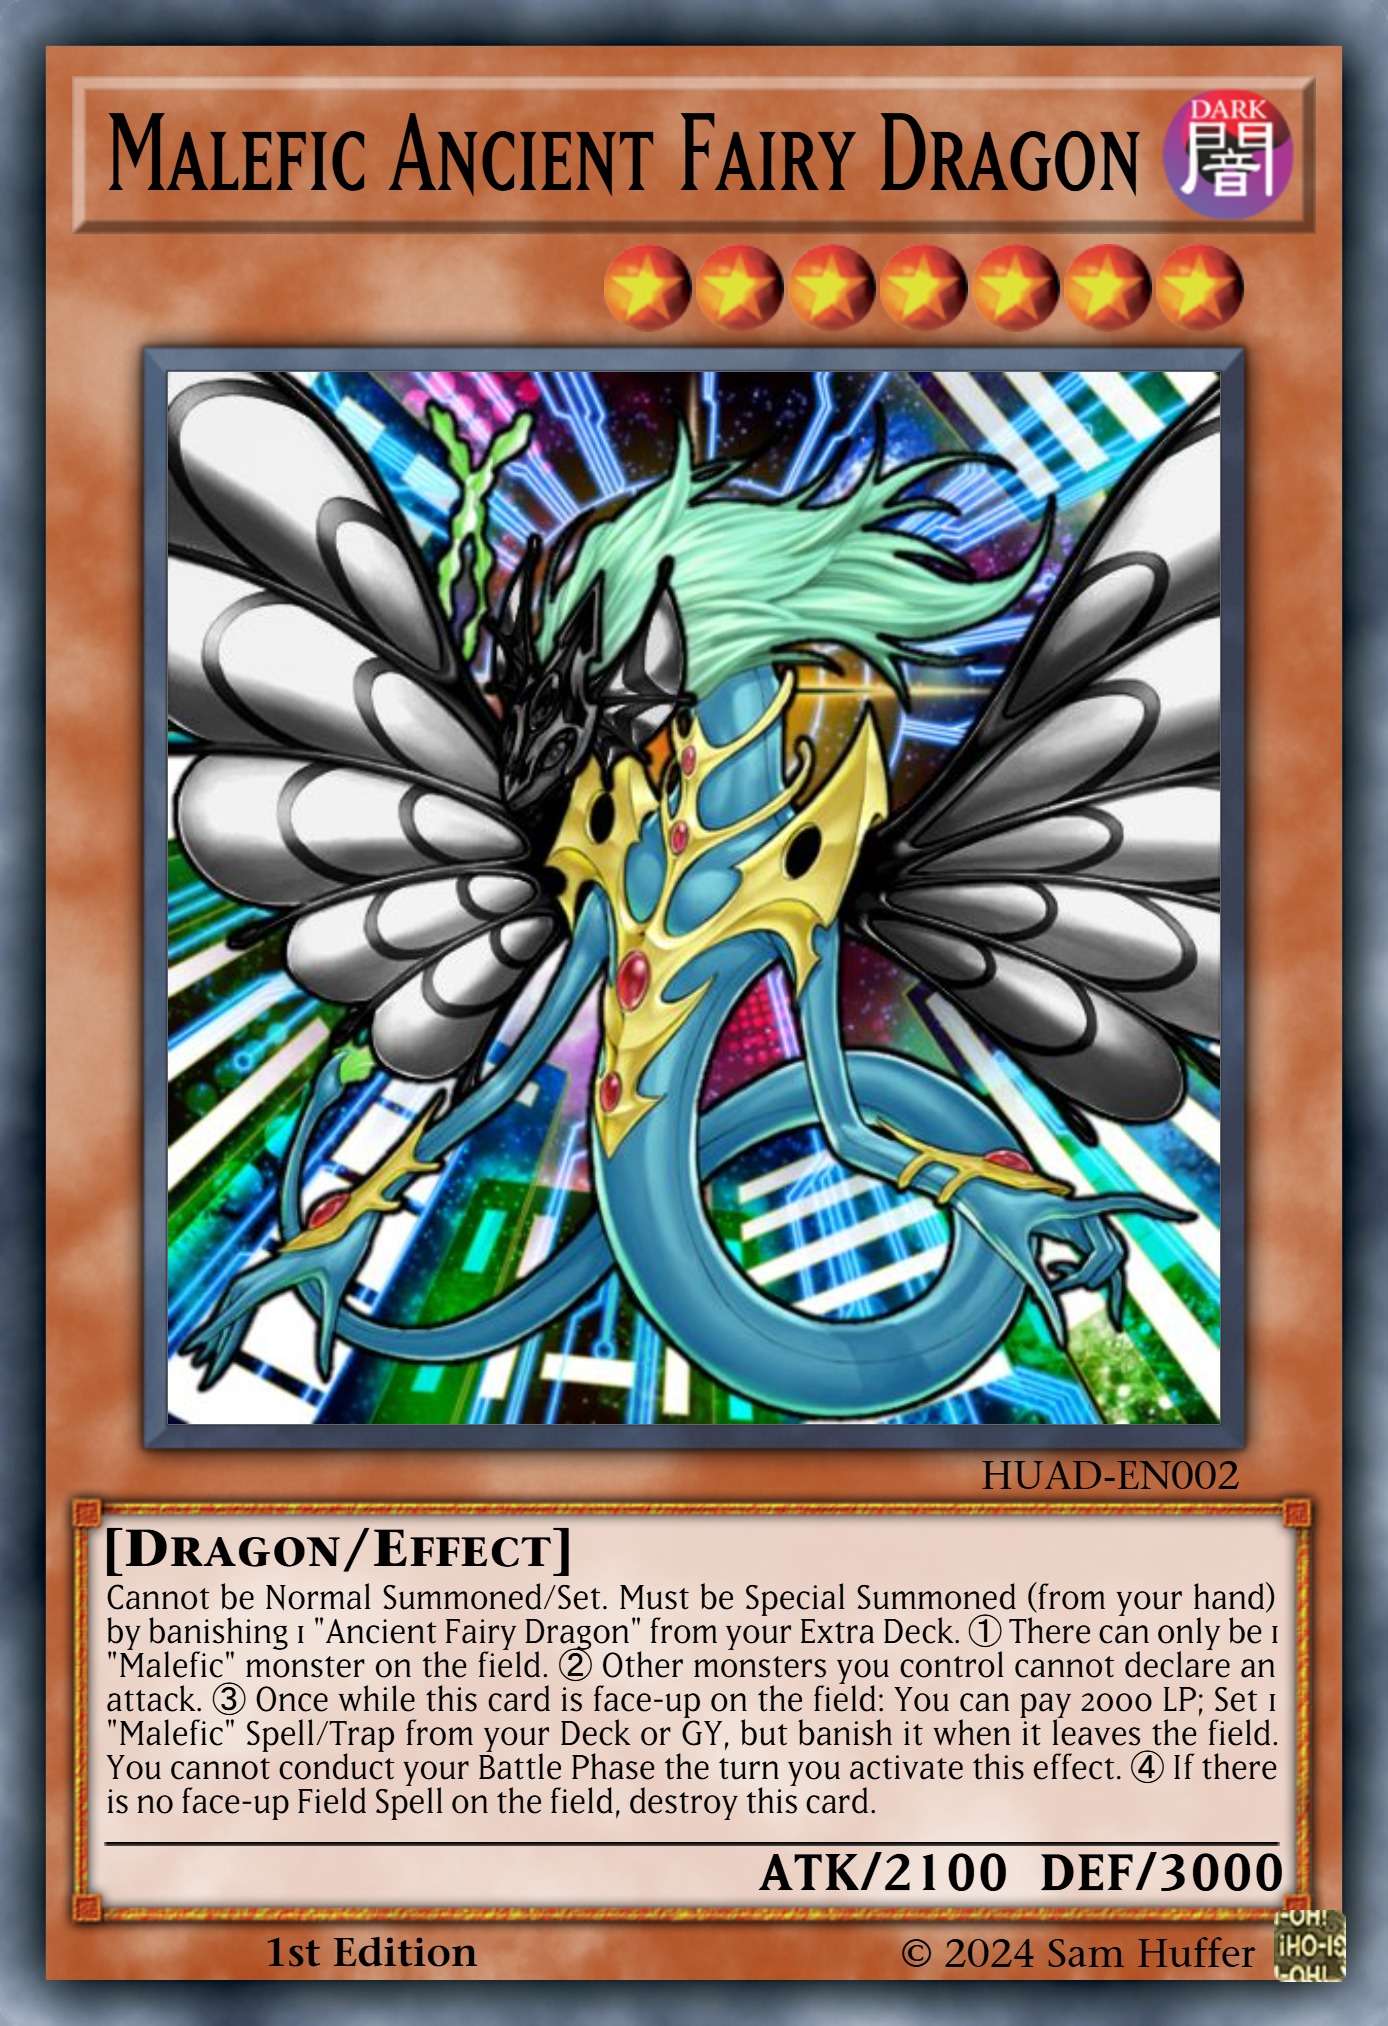 Malefic Ancient Fairy Dragon
DARK
闇
HUAD-EN002
[Dragon/Effect]
Cannot be Normal Summoned/Set. Must be Special Summoned (from your hand)
by banishing 1 "Ancient Fairy Dragon" from your Extra Deck. ① There can only be 1
"Malefic" monster on the field. ② Other monsters you control cannot declare an
attack. ③ Once while this card is face-up on the field: You can pay 2000 LP; Set 1
"Malefic" Spell/Trap from your Deck or GY, but banish it when it leaves the field.
You cannot conduct your Battle Phase the turn you activate this effect. ④ If there
is no face-up Field Spell on the field, destroy this card.
ATK/2100 DEF/3000
1st Edition
© 2024 Sam Huffer